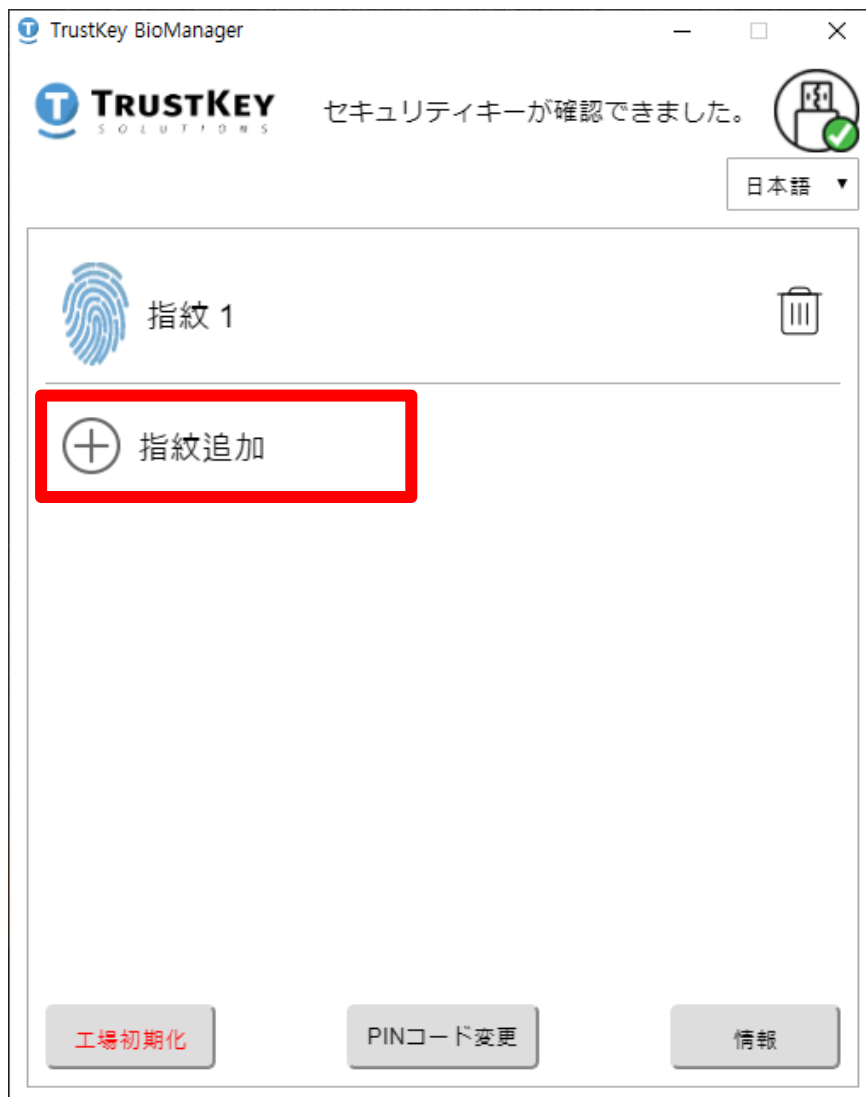 TrustKey BioManager
TRUSTKEY
SOLUTIONS
セキュリティキーが確認できました。
日本語
指紋 1
指紋追加
工場初期化
PINコード変更
情報